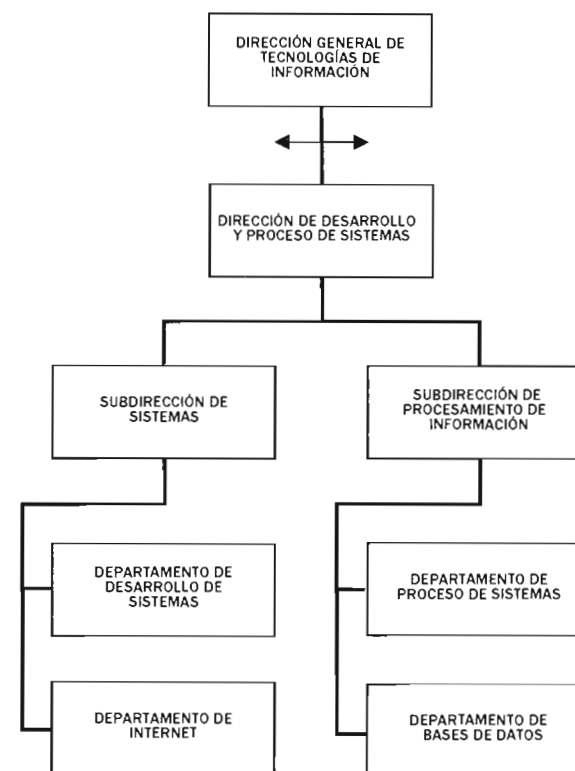 DIRECCIÓN GENERAL DE
TECNOLOGÍAS DE
INFORMACIÓN
DIRECCIÓN DE DESARROLLO
Y PROCESO DE SISTEMAS
SUBDIRECCIÓN DE
SISTEMAS
SUBDIRECCIÓN DE
PROCESAMIENTO DE
INFORMACIÓN
DEPARTAMENTO DE
DESARROLLO DE
SISTEMAS
DEPARTAMENTO DE
PROCESO DE SISTEMAS
DEPARTAMENTO DE
INTERNET
DEPARTAMENTO DE
BASES DE DATOS